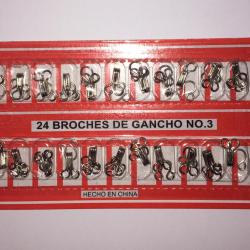 24 BROCHES DE GANCHO NO.3
HECHO EN CHINA